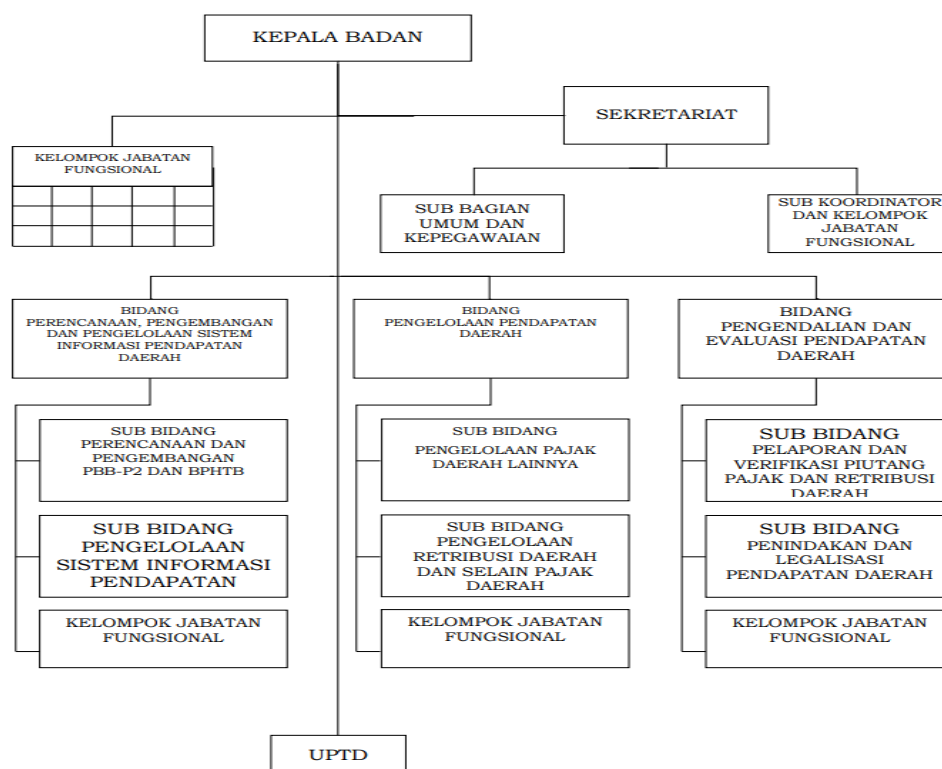 KEPALA BADAN
SEKRETARIAT
KELOMPOK JABATAN
FUNGSIONAL
SUB BAGIAN
UMUM DAN
KEPEGAWAIAN
SUB KOORDINATOR
DAN KELOMPOK
JABATAN
FUNGSIONAL
BIDANG
PERENCANAAN, PENGEMBANGAN
DAN PENGELOLAAN SISTEM
INFORMASI PENDAPATAN
DAERAH
BIDANG
PENGELOLAAN PENDAPATAN
DAERAH
BIDANG
PENGENDALIAN DAN
EVALUASI PENDAPATAN
DAERAH
SUB BIDANG
PERENCANAAN DAN
PENGEMBANGAN
PBB-P2 DAN BPHTB
SUB BIDANG
PENGELOLAAN PAJAK
DAERAH LAINNYA
SUB BIDANG
PELAPORAN DAN
VERIFIKASI PIUTANG
PAJAK DAN RETRIBUSI
DAERAH
SUB BIDANG
PENGELOLAAN
SISTEM INFORMASI
PENDAPATAN
SUB BIDANG
PENGELOLAAN
RETRIBUSI DAERAH
DAN SELAIN PAJAK
DAERAH
SUB BIDANG
PENINDAKAN DAN
LEGALISASI
PENDAPATAN DAERAH
KELOMPOK JABATAN
FUNGSIONAL
KELOMPOK JABATAN
FUNGSIONAL
KELOMPOK JABATAN
FUNGSIONAL
UPTD